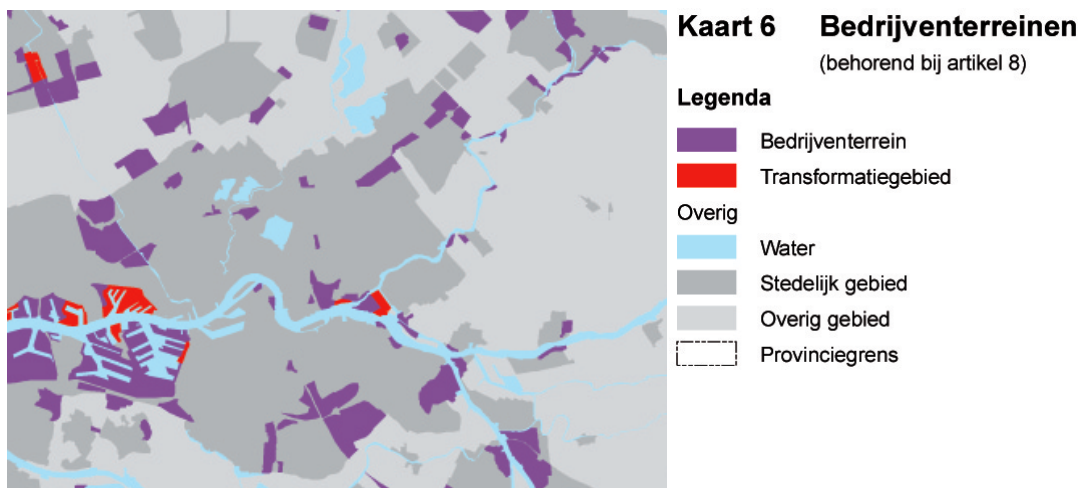 Kaart 6 Bedrijventerreinen
(behorend bij artikel 8)
Legenda
Bedrijventerrein
Transformatiegebied
Overig
Water
Stedelijk gebied
Overig gebied
Provinciegrens